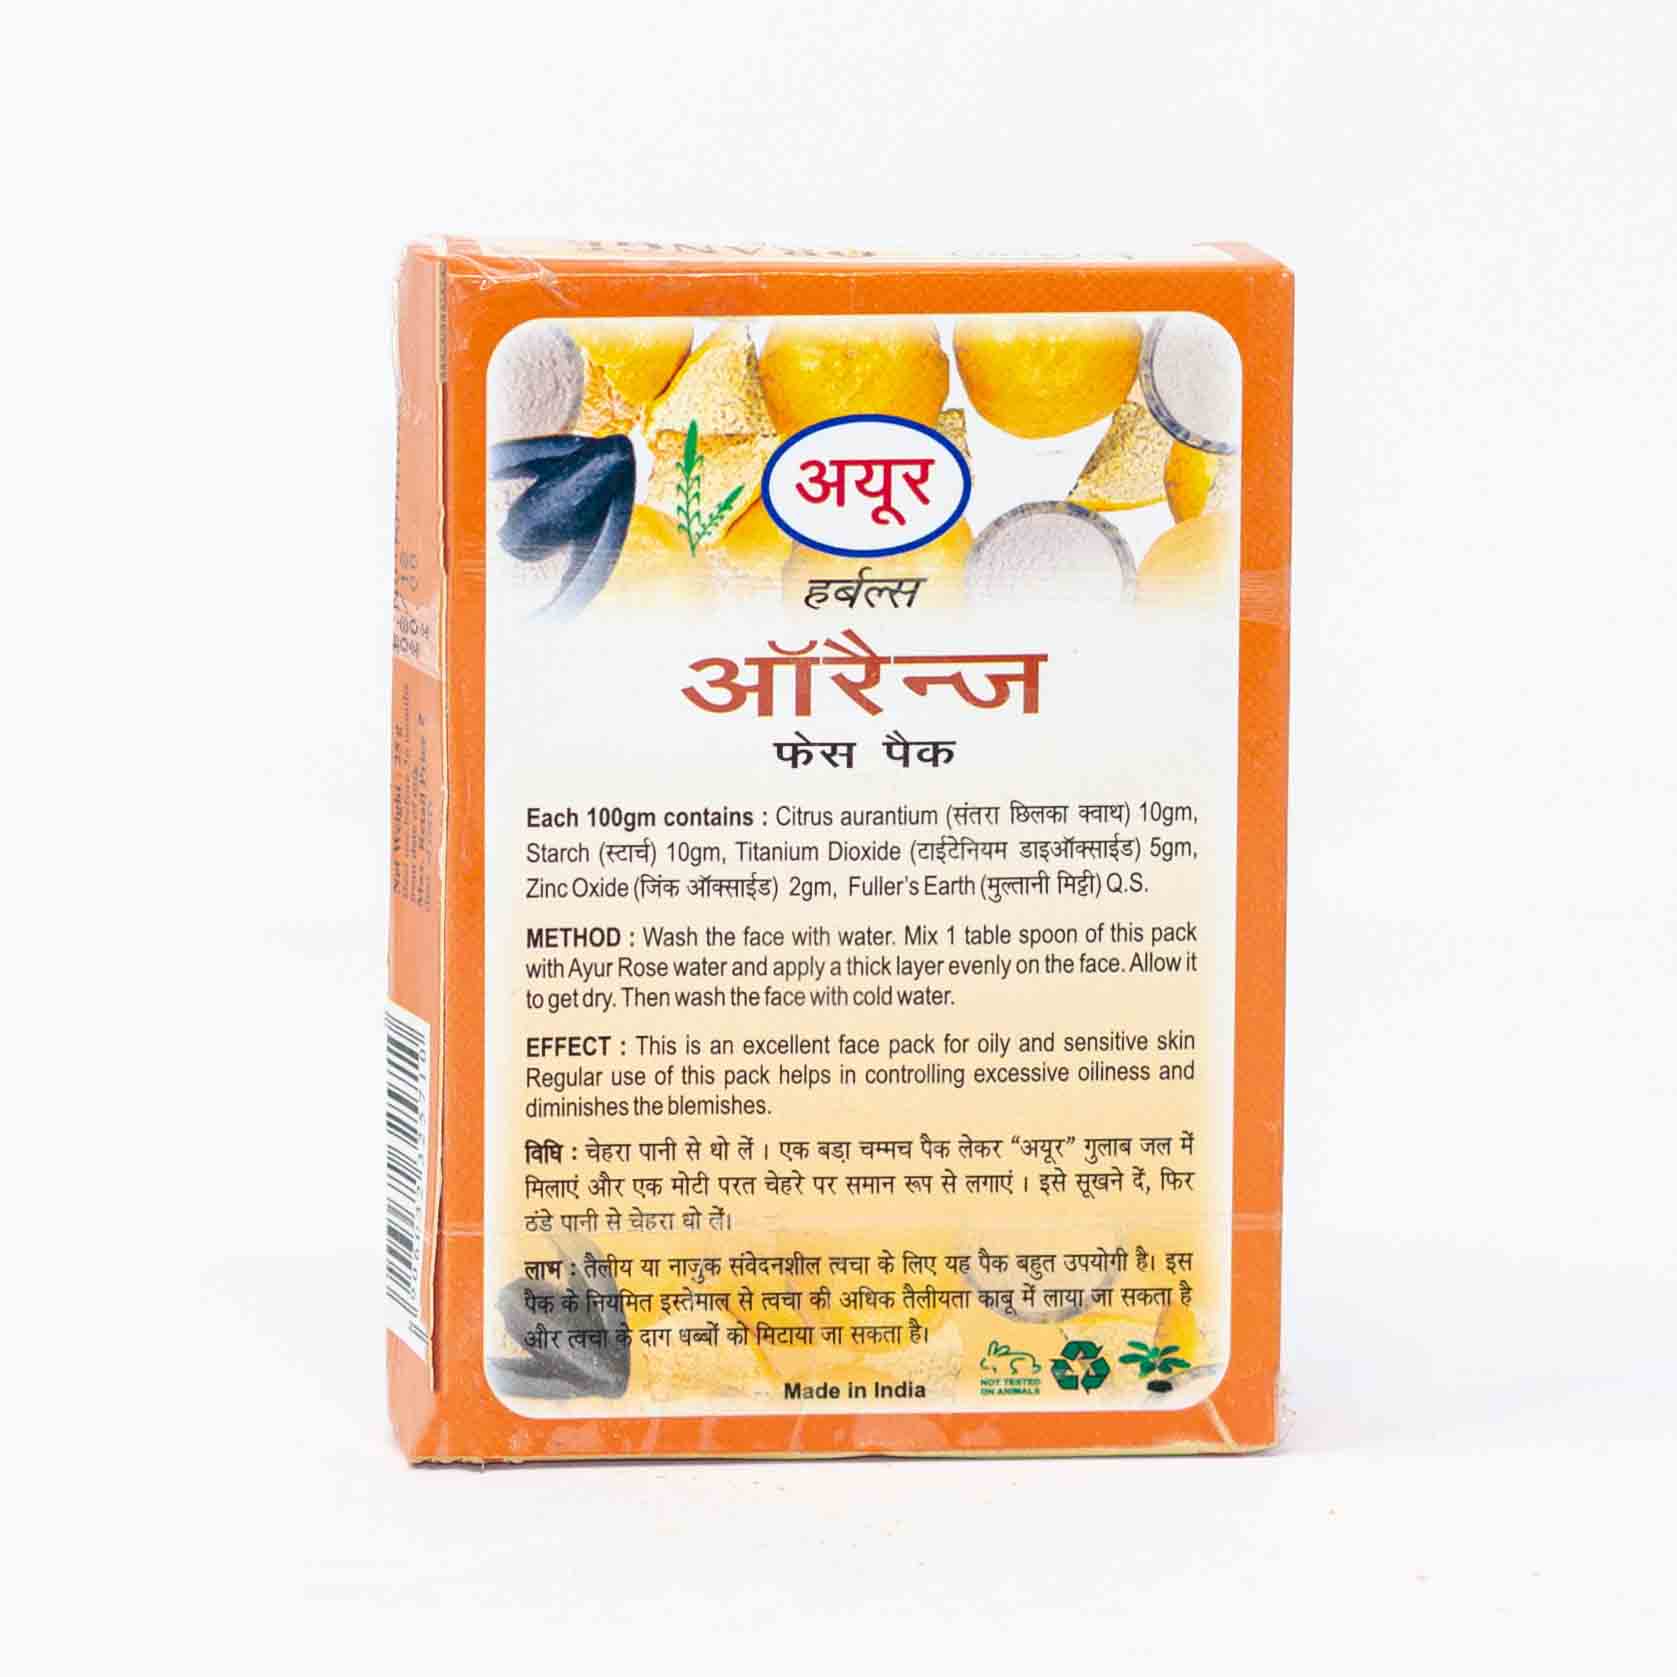 अयूर
हर्बल्स
ऑरैन्ज
फेस पैक
Each 100gm contains : Citrus aurantium (संतरा छिलका क्वाथ) 10gm,
Starch (स्टार्च) 10gm, Titanium Dioxide (टाईटेनियम डाइऑक्साईड) 5gm,
Zinc Oxide (जिंक ऑक्साईड) 2gm, Fuller's Earth (मुल्तानी मिट्टी) Q.S.
METHOD : Wash the face with water. Mix 1 table spoon of this pack
with Ayur Rose water and apply a thick layer evenly on the face. Allow it
to get dry. Then wash the face with cold water.
EFFECT : This is an excellent face pack for oily and sensitive skin
Regular use of this pack helps in controlling excessive oiliness and
diminishes the blemishes.
विधि : चेहरा पानी से धो लें । एक बड़ा चम्मच पैक लेकर “अयूर” गुलाब जल में
मिलाएं और एक मोटी परत चेहरे पर समान रूप से लगाएं । इसे सूखने दें, फिर
ठंडे पानी से चेहरा धो लें।
लाभ : तैलीय या नाजुक संवेदनशील त्वचा के लिए यह पैक बहुत उपयोगी है। इस
पैक के नियमित इस्तेमाल से त्वचा की अधिक तैलीयता काबू में लाया जा सकता है
और त्वचा के दाग धब्बों को मिटाया जा सकता है।
NOT TESTED
ON ANIMALS
Made in India
Net Weight : 25 g
Max Retail Price ₹